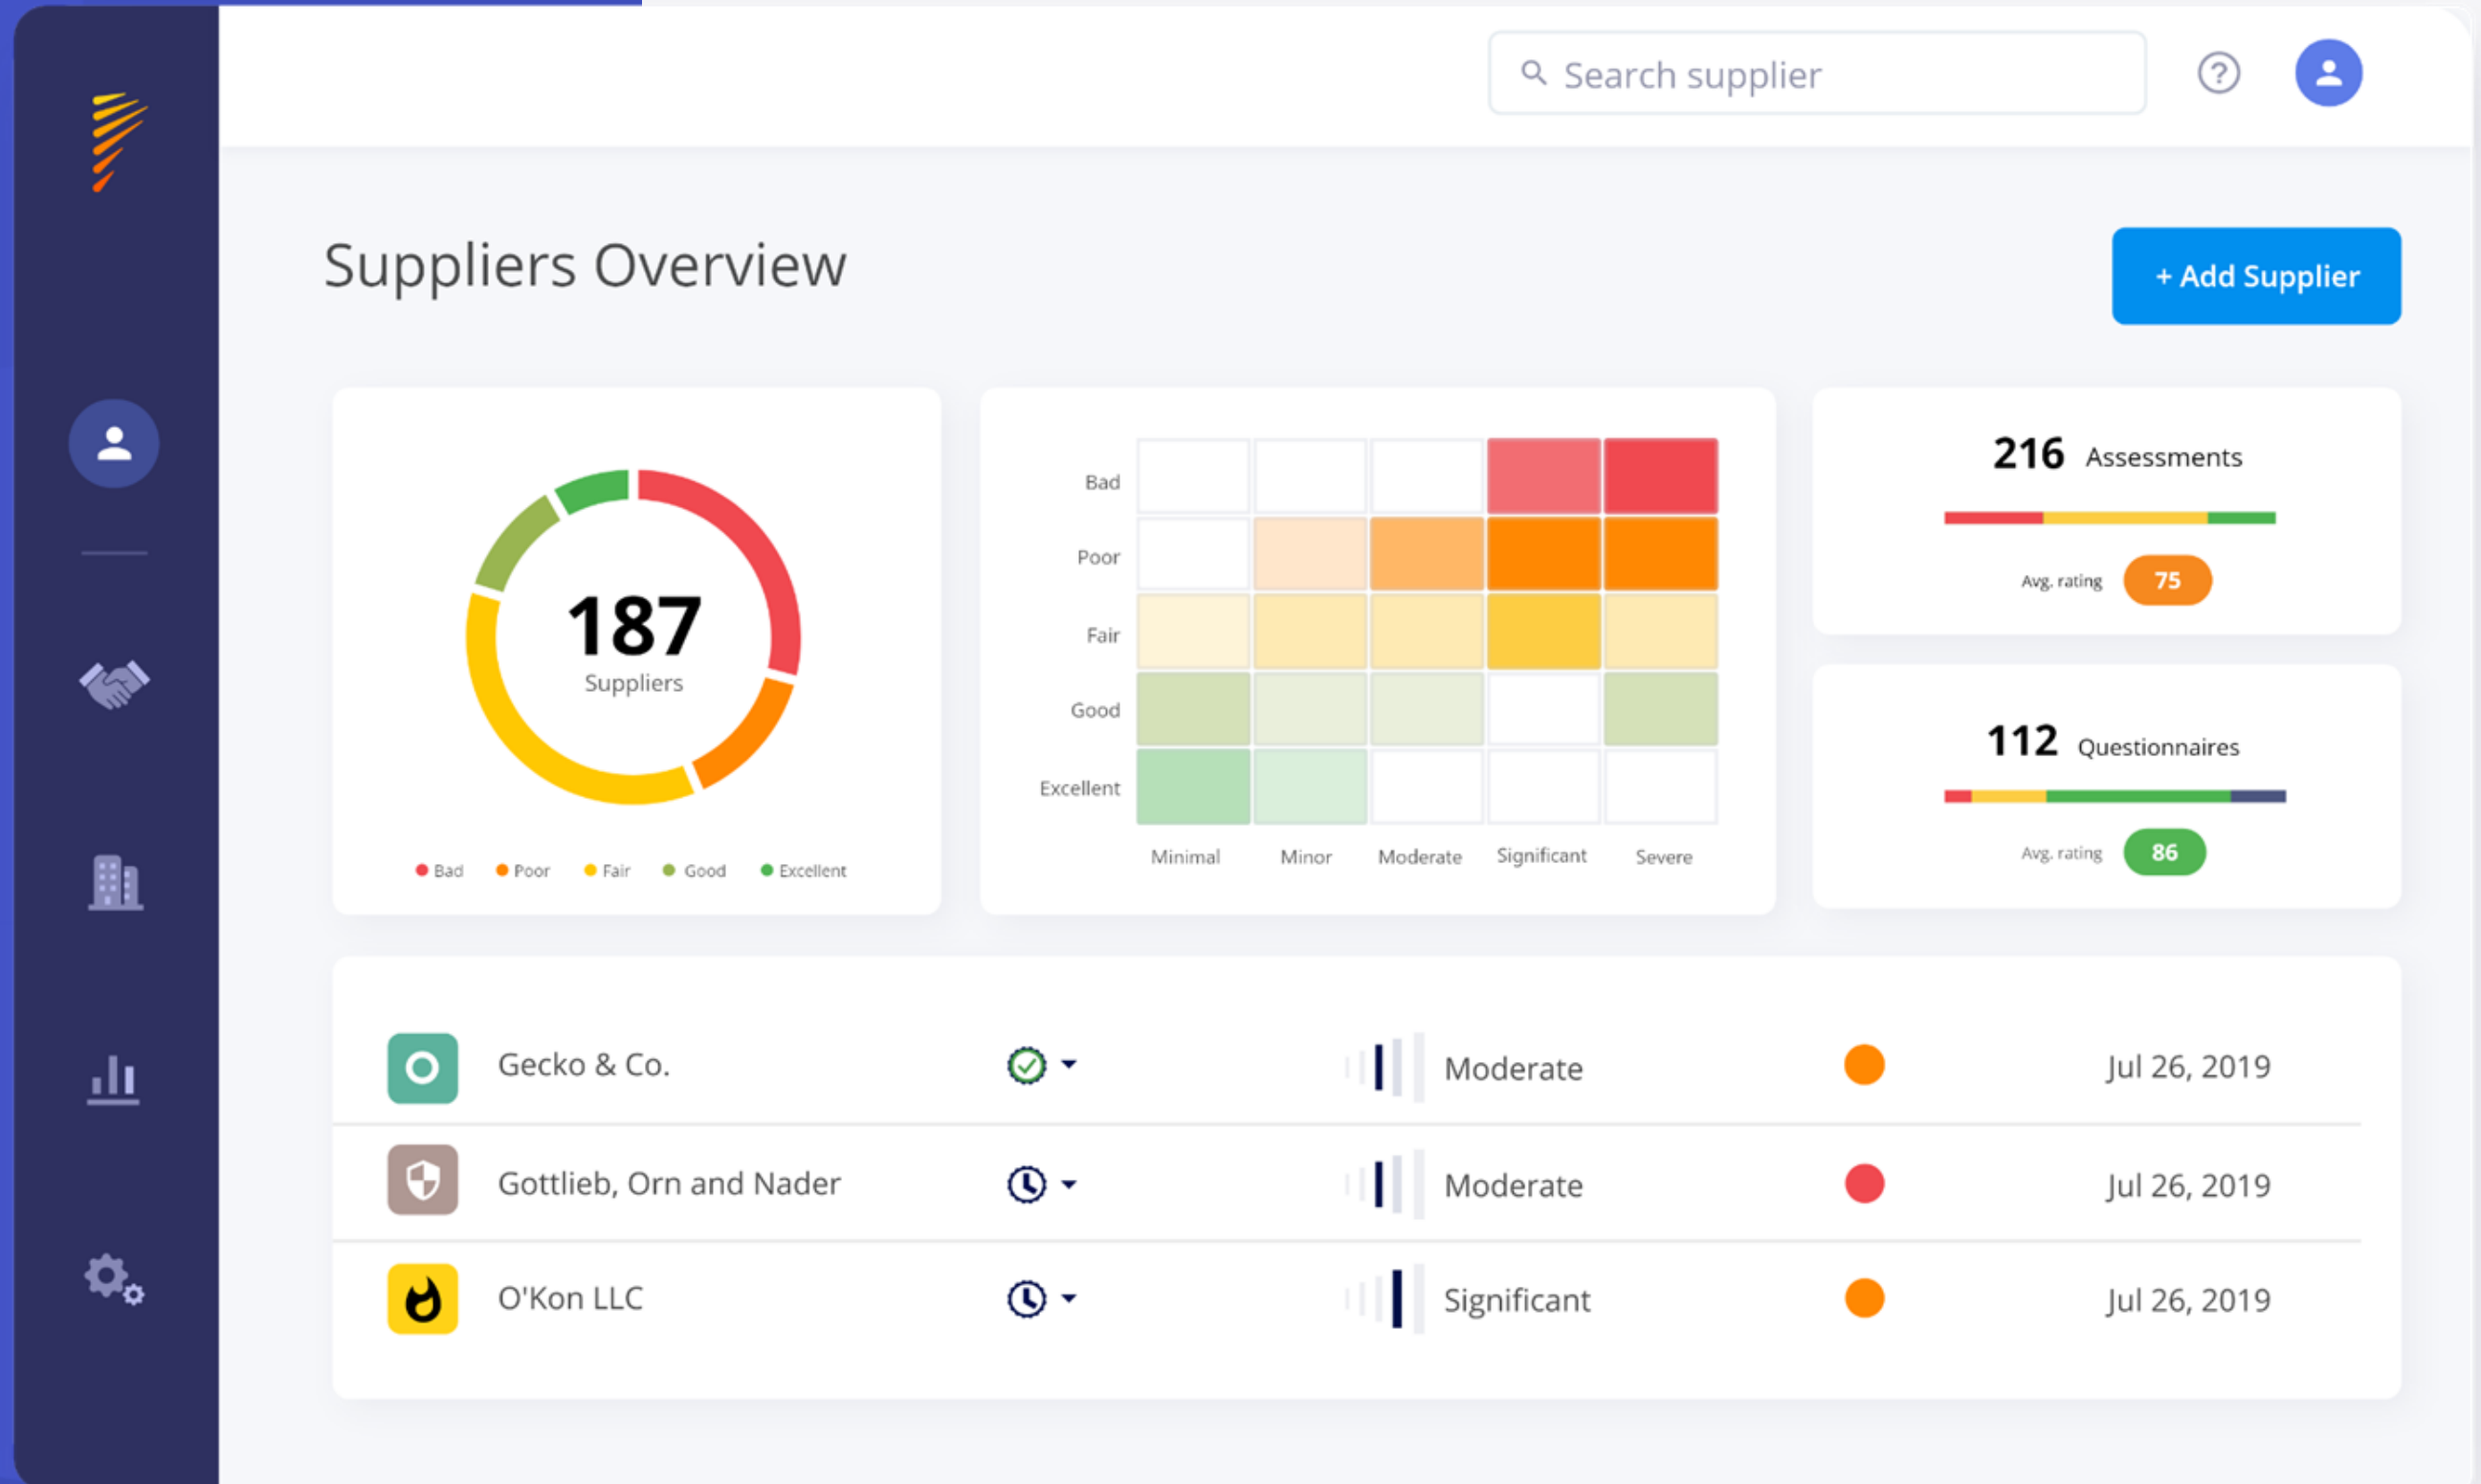 Search supplier
?
Suppliers Overview
+ Add Supplier
187
Suppliers
Bad Poor Fair Good Excellent
Bad
Poor
Fair
Good
Excellent
Minimal Minor Moderate Significant Severe
216 Assessments
Avg. rating 75
112 Questionnaires
Avg. rating 86
Gecko & Co. Moderate Jul 26, 2019
Gottlieb, Orn and Nader Moderate Jul 26, 2019
O'Kon LLC Significant Jul 26, 2019